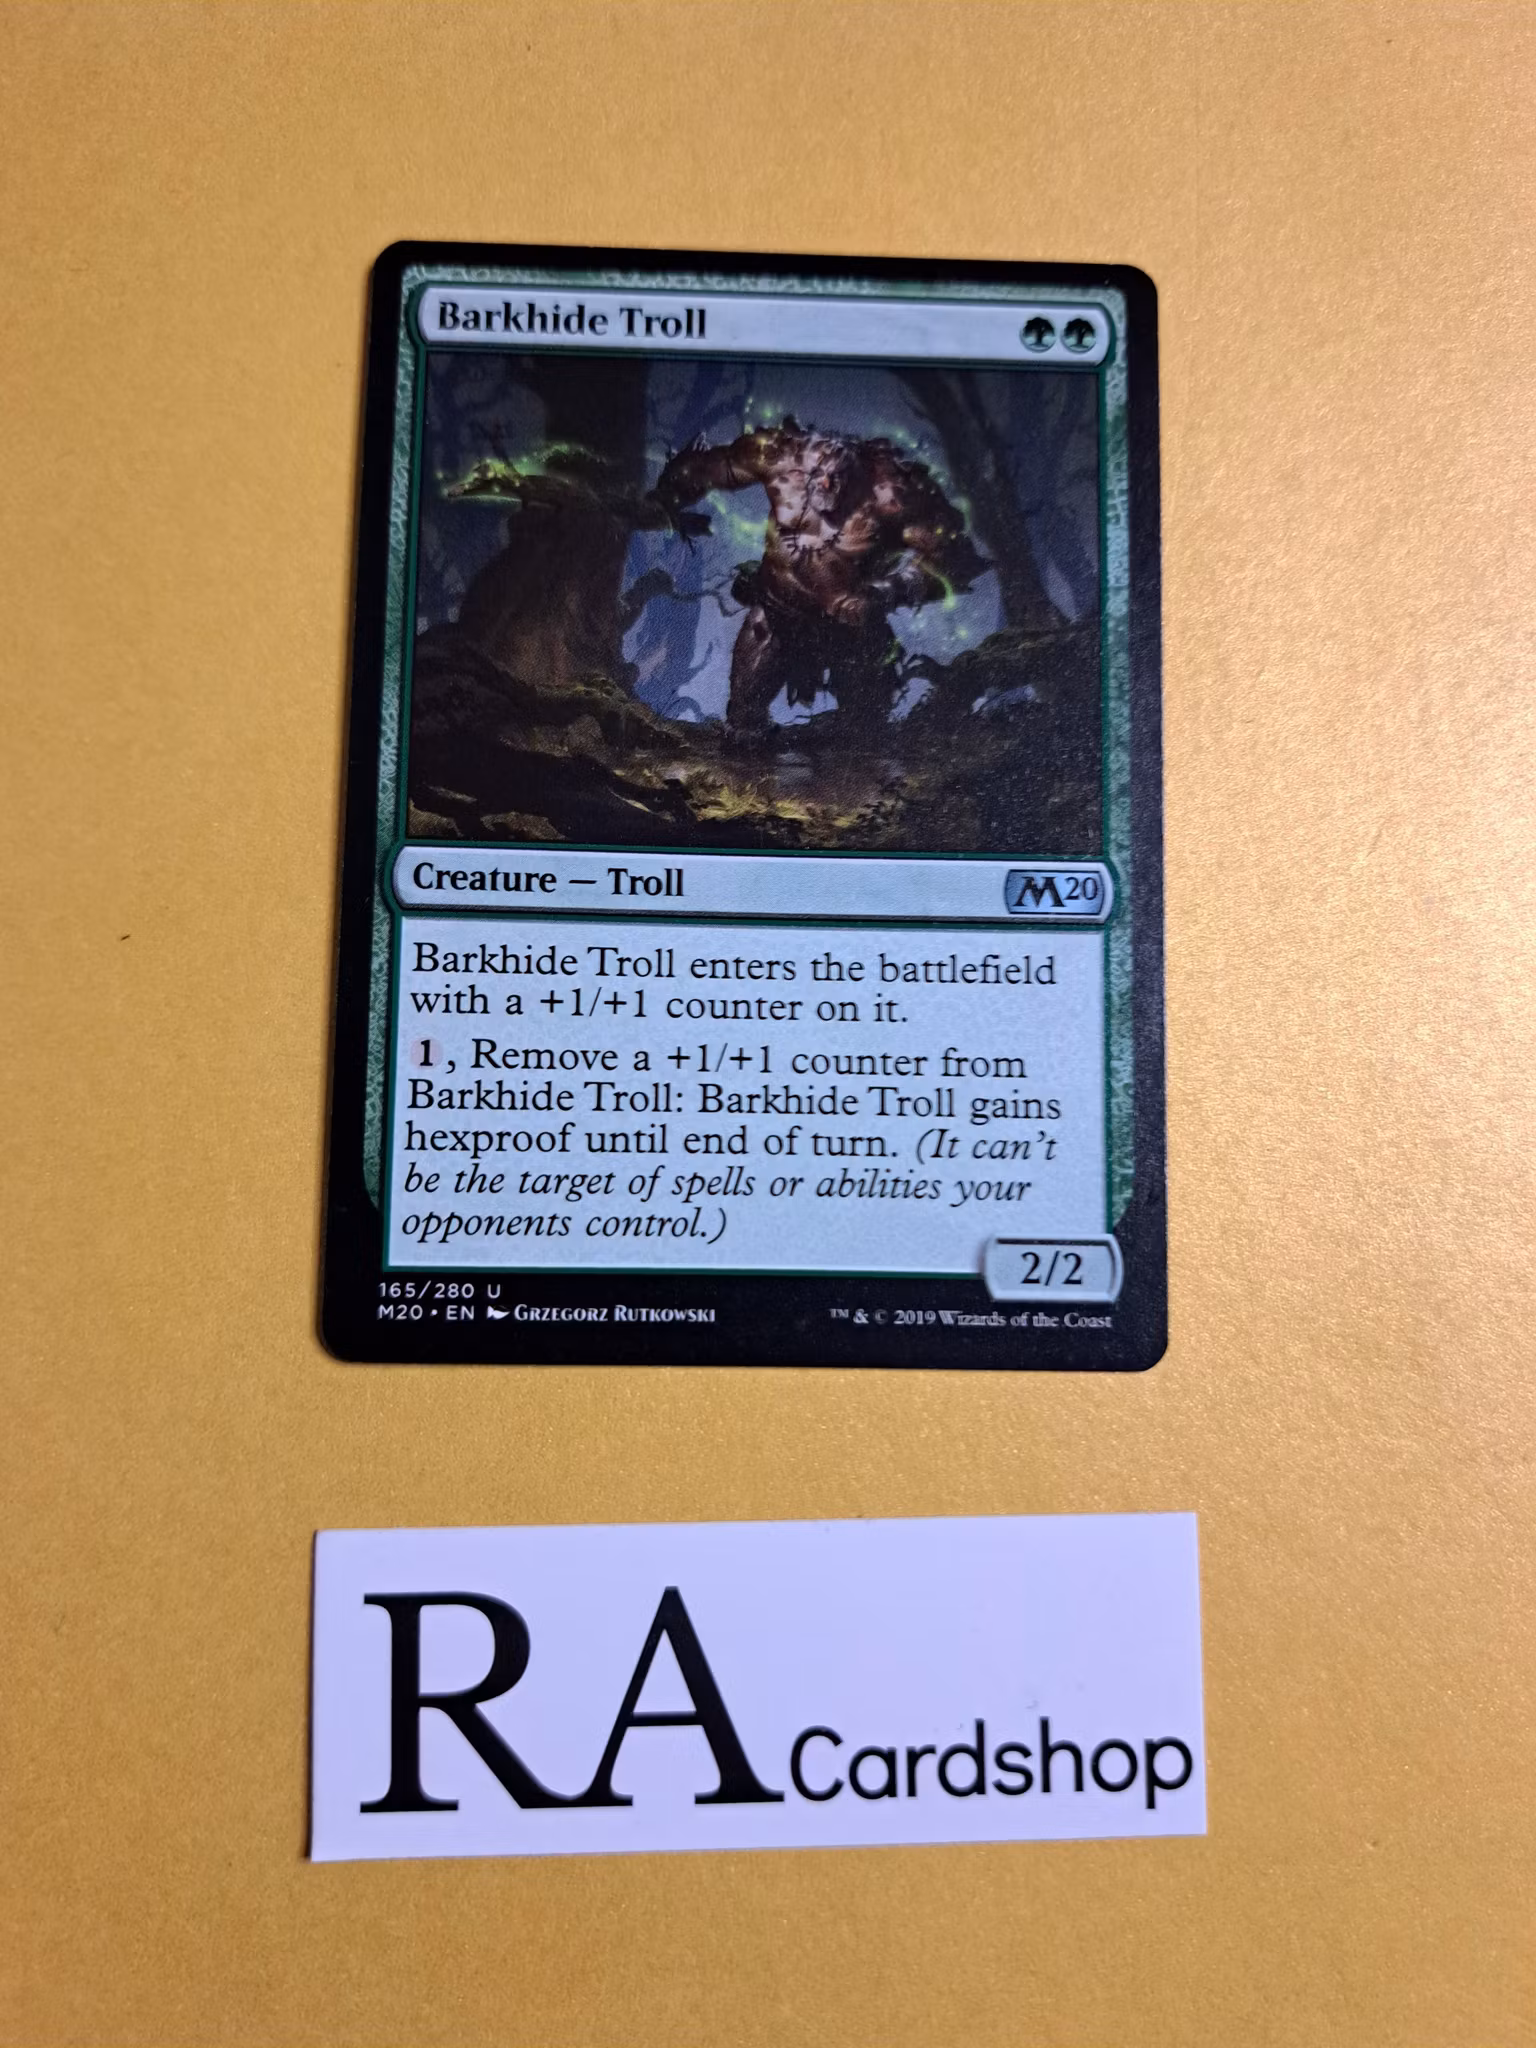 Barkhide Troll
Creature — Troll
M20
Barkhide Troll enters the battlefield
with a +1/+1 counter on it.
1, Remove a +1/+1 counter from
Barkhide Troll: Barkhide Troll gains
hexproof until end of turn. (It can't
be the target of spells or abilities your
opponents control.)
2/2
165/280 U
M20 • EN Grzegorz Rutkowski
™ & © 2019 Wizards of the Coast
RA Cardshop